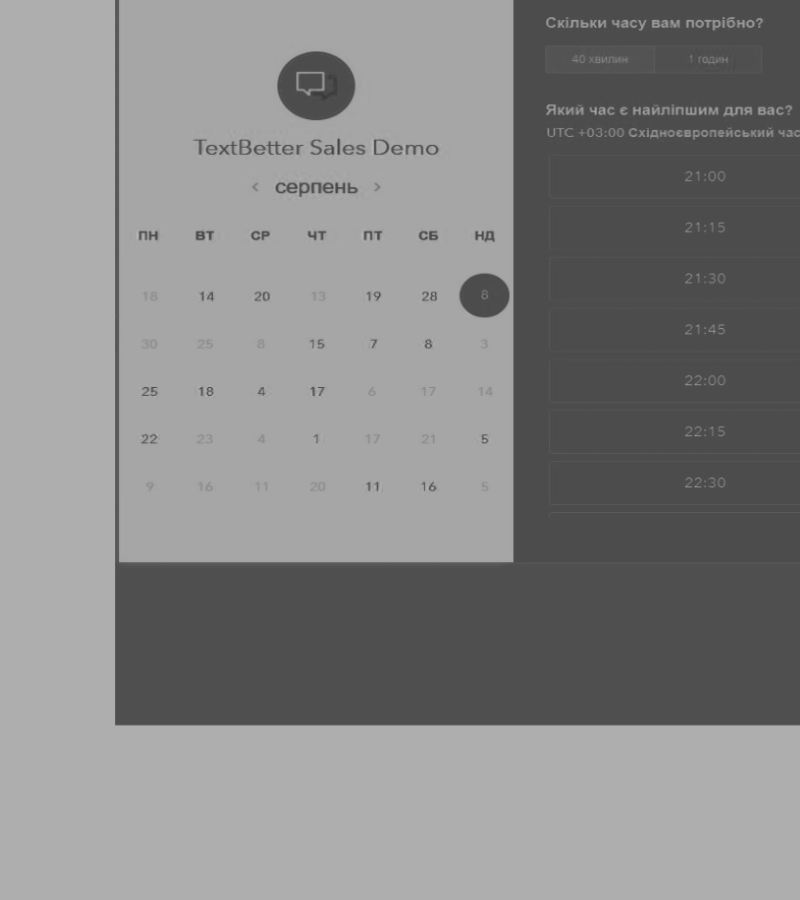 TextBetter Sales Demo
< серпень >
ПН ВТ СР ЧТ ПТ СБ НД
18 14 20 13 19 28 8
30 25 8 15 7 8 3
25 18 4 17 6 17 14
22 23 4 1 17 21 5
9 16 11 20 11 16 5
Скільки часу вам потрібно?
40 хвилин 1 годин
Який час є найліпшим для вас?
UTC +03:00 Східноєвропейський час
21:00
21:15
21:30
21:45
22:00
22:15
22:30